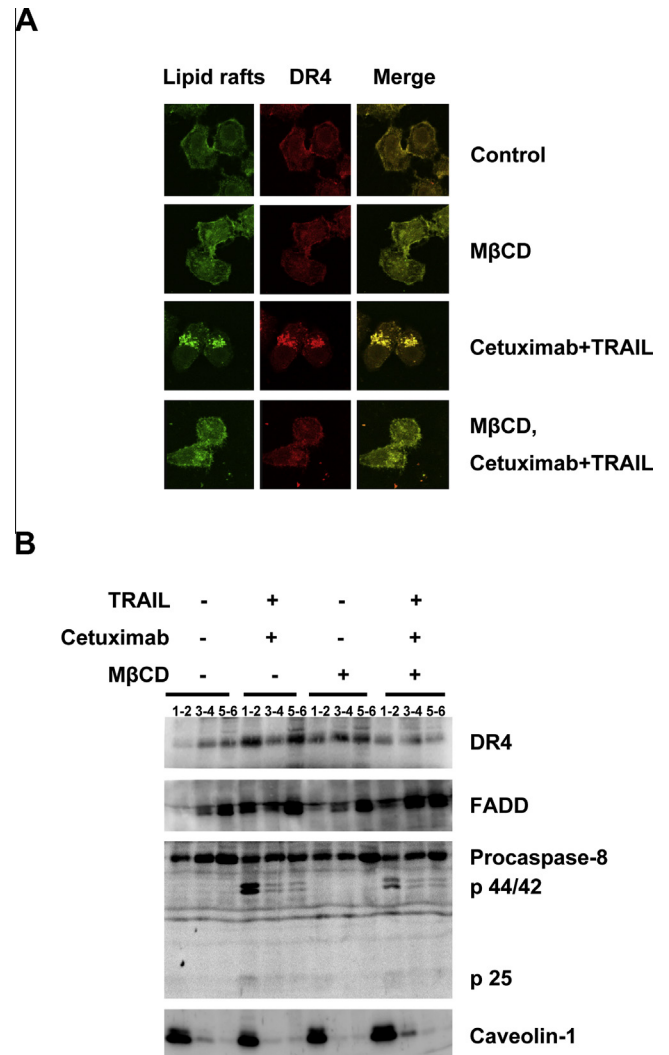 A
Lipid rafts DR4 Merge
Control
MβCD
Cetuximab+TRAIL
MβCD,
Cetuximab+TRAIL
B
TRAIL - + - +
Cetuximab - + - +
MβCD - - + +
1-2 3-4 5-6 1-2 3-4 5-6 1-2 3-4 5-6 1-2 3-4 5-6
DR4
FADD
Procaspase-8
p 44/42
p 25
Caveolin-1